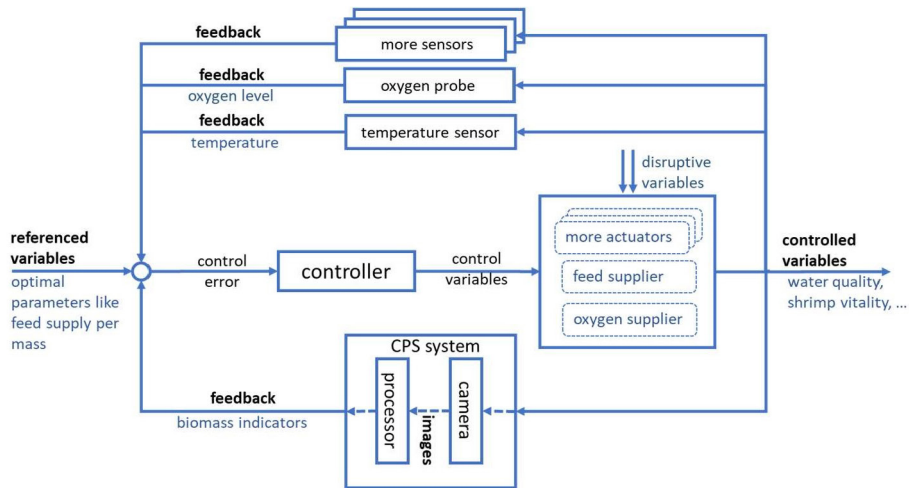 feedback
more sensors
feedback
oxygen level
oxygen probe
feedback
temperature
temperature sensor
disruptive
variables
referenced
variables
optimal
parameters like
feed supply per
mass
control
error
controller
control
variables
more actuators
feed supplier
oxygen supplier
controlled
variables
water quality,
shrimp vitality, ...
CPS system
processor
images
camera
feedback
biomass indicators